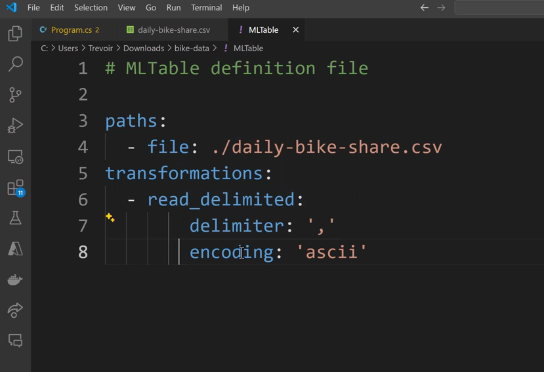 File Edit Selection View Go Run Terminal Help
Program.cs 2 daily-bike-share.csv ! MLTable
C: > Users > Trevoir > Downloads > bike-data > ! MLTable
1 # MLTable definition file
2
3 paths:
4 - file: ./daily-bike-share.csv
5 transformations:
6 - read_delimited:
7 delimiter: ','
8 encoding: 'ascii'
11